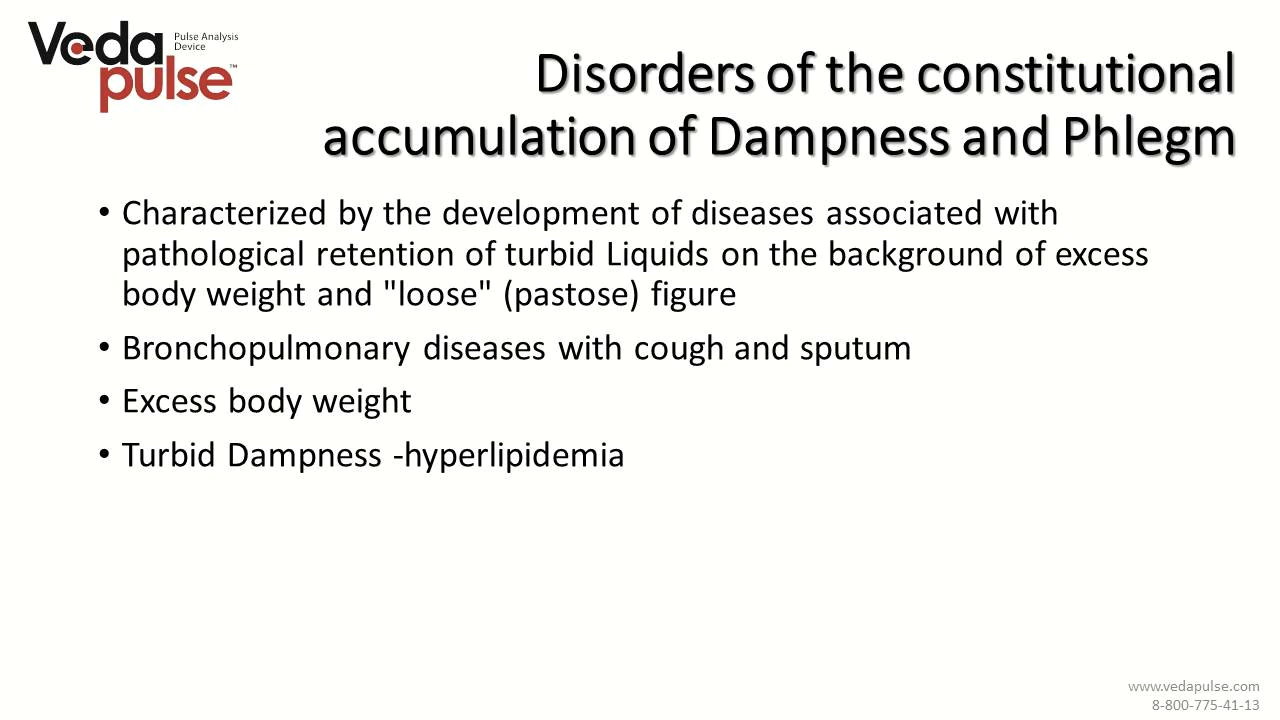 Veda
pulse™
Pulse Analysis
Device
Disorders of the constitutional
accumulation of Dampness and Phlegm
• Characterized by the development of diseases associated with
pathological retention of turbid Liquids on the background of excess
body weight and "loose" (pastose) figure
• Bronchopulmonary diseases with cough and sputum
• Excess body weight
• Turbid Dampness -hyperlipidemia
www.vedapulse.com
8-800-775-41-13